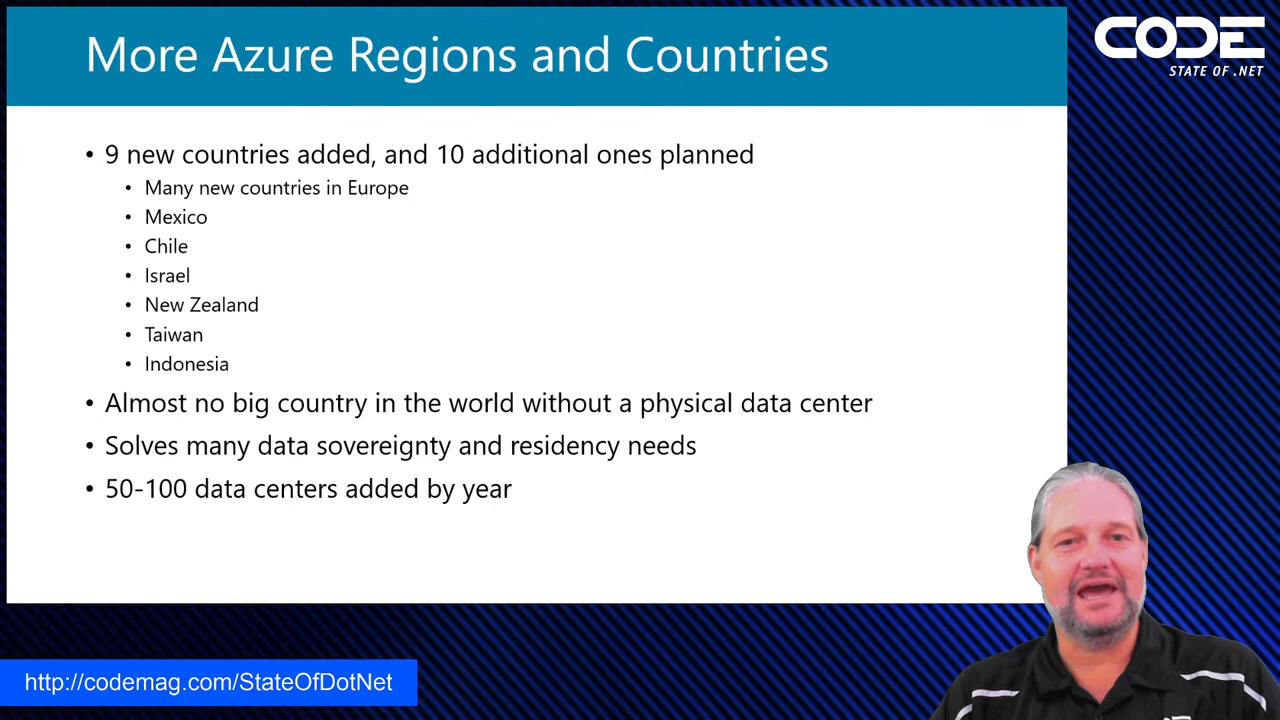 More Azure Regions and Countries
CODE
STATE OF .NET
• 9 new countries added, and 10 additional ones planned
• Many new countries in Europe
• Mexico
• Chile
• Israel
• New Zealand
• Taiwan
• Indonesia
• Almost no big country in the world without a physical data center
• Solves many data sovereignty and residency needs
• 50-100 data centers added by year
http://codemag.com/StateOfDotNet